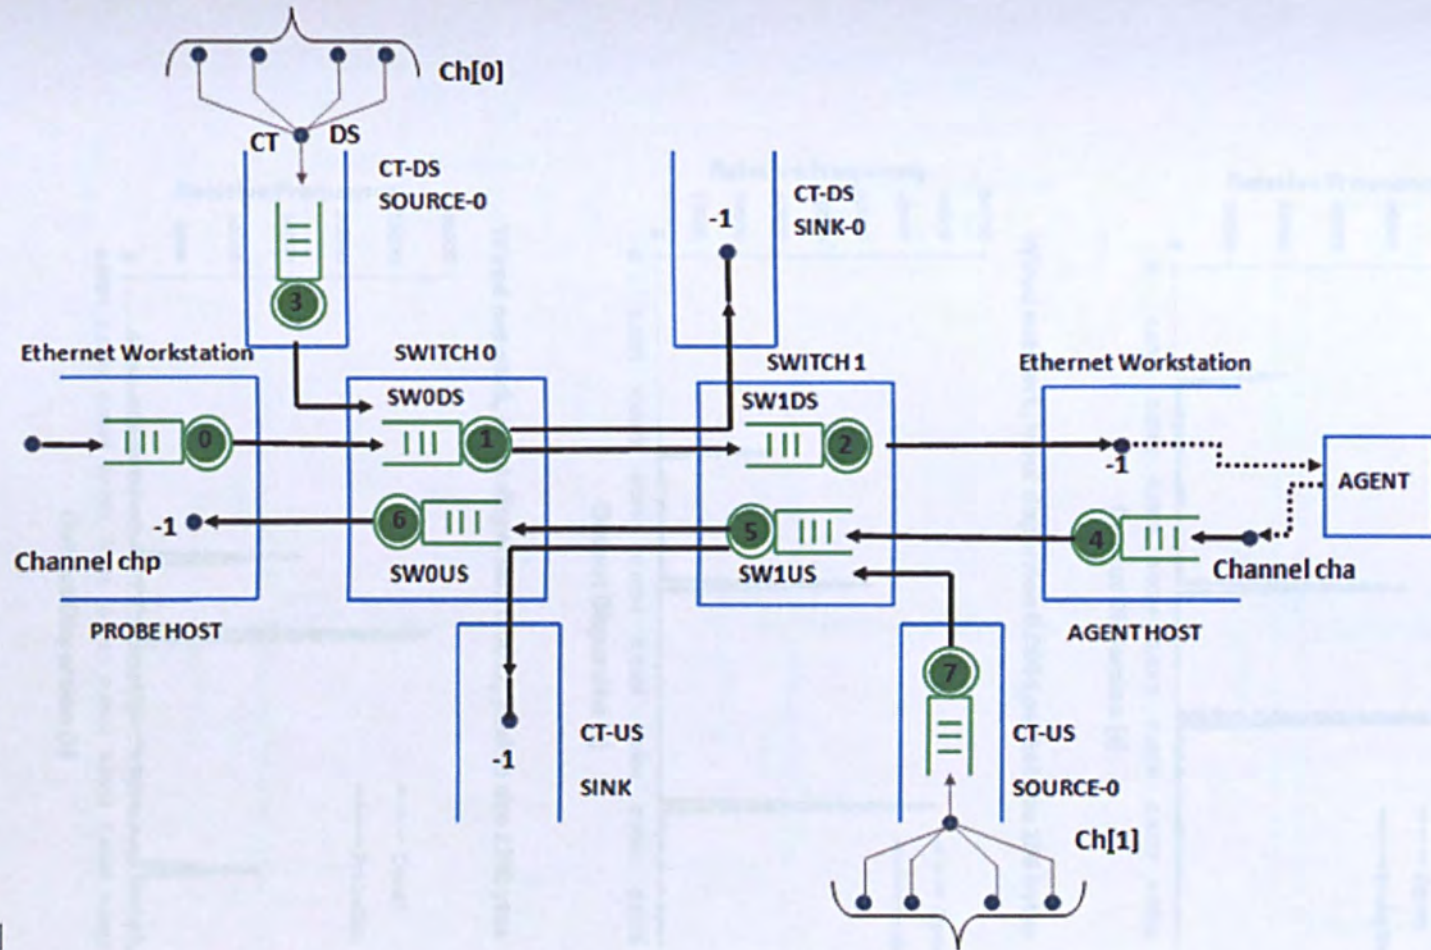 Ch[0]
CT DS
CT-DS
SOURCE-0
3
-1
CT-DS
SINK-0
Ethernet Workstation
SWITCH 0
SWITCH 1
Ethernet Workstation
SW0DS
SW1DS
0
1
2
-1
AGENT
-1
6
5
4
Channel chp
SW0US
SW1US
Channel cha
PROBE HOST
AGENT HOST
7
CT-US
-1
SINK
CT-US
SOURCE-0
Ch[1]